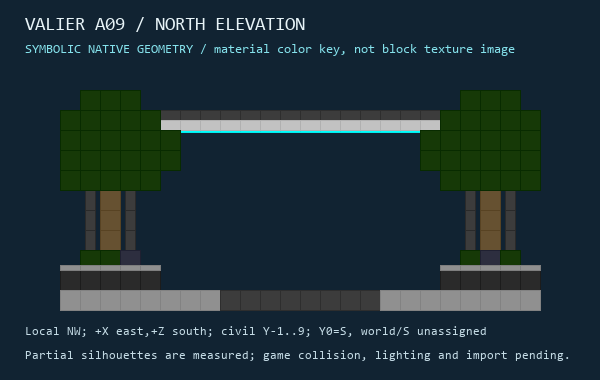 VALIER A09 / NORTH ELEVATION
SYMBOLIC NATIVE GEOMETRY / material color key, not block texture image
Local NW; +X east,+Z south; civil Y-1..9; Y0=S, world/S unassigned
Partial silhouettes are measured; game collision, lighting and import pending.